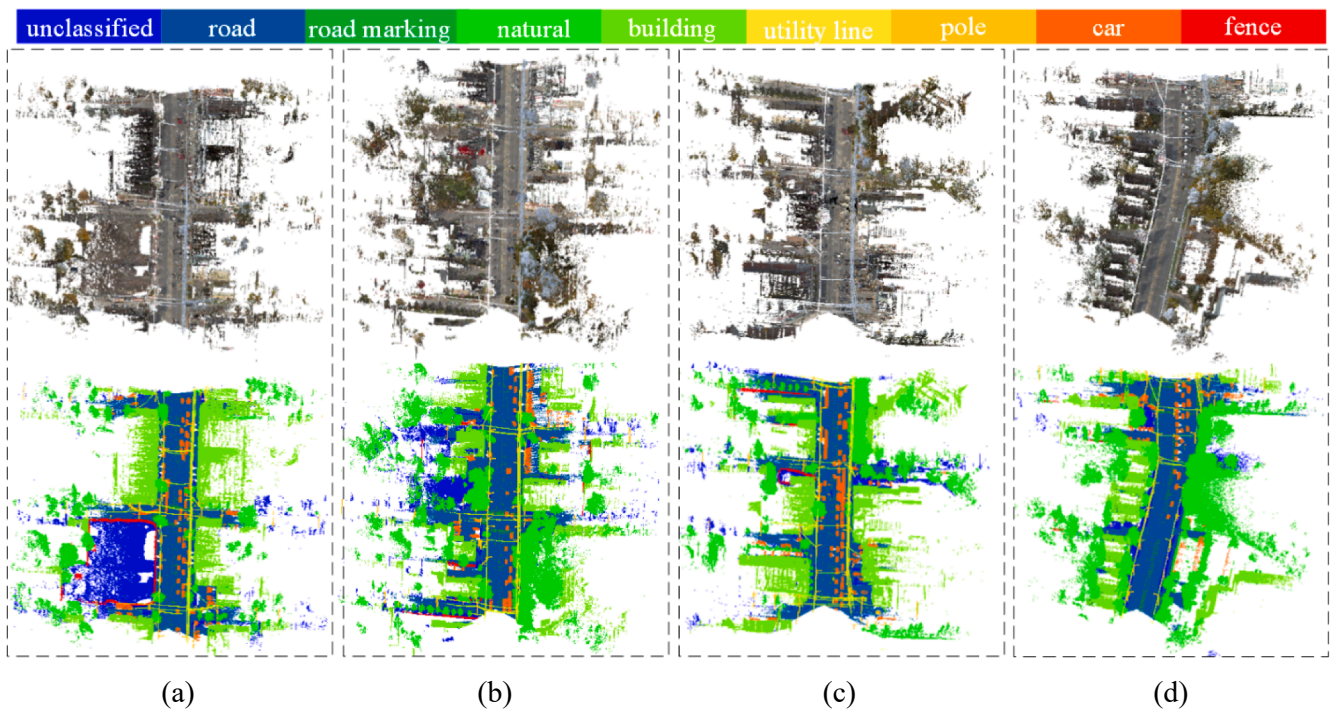 unclassified road road marking natural building utility line pole car fence
(a) (b) (c) (d)